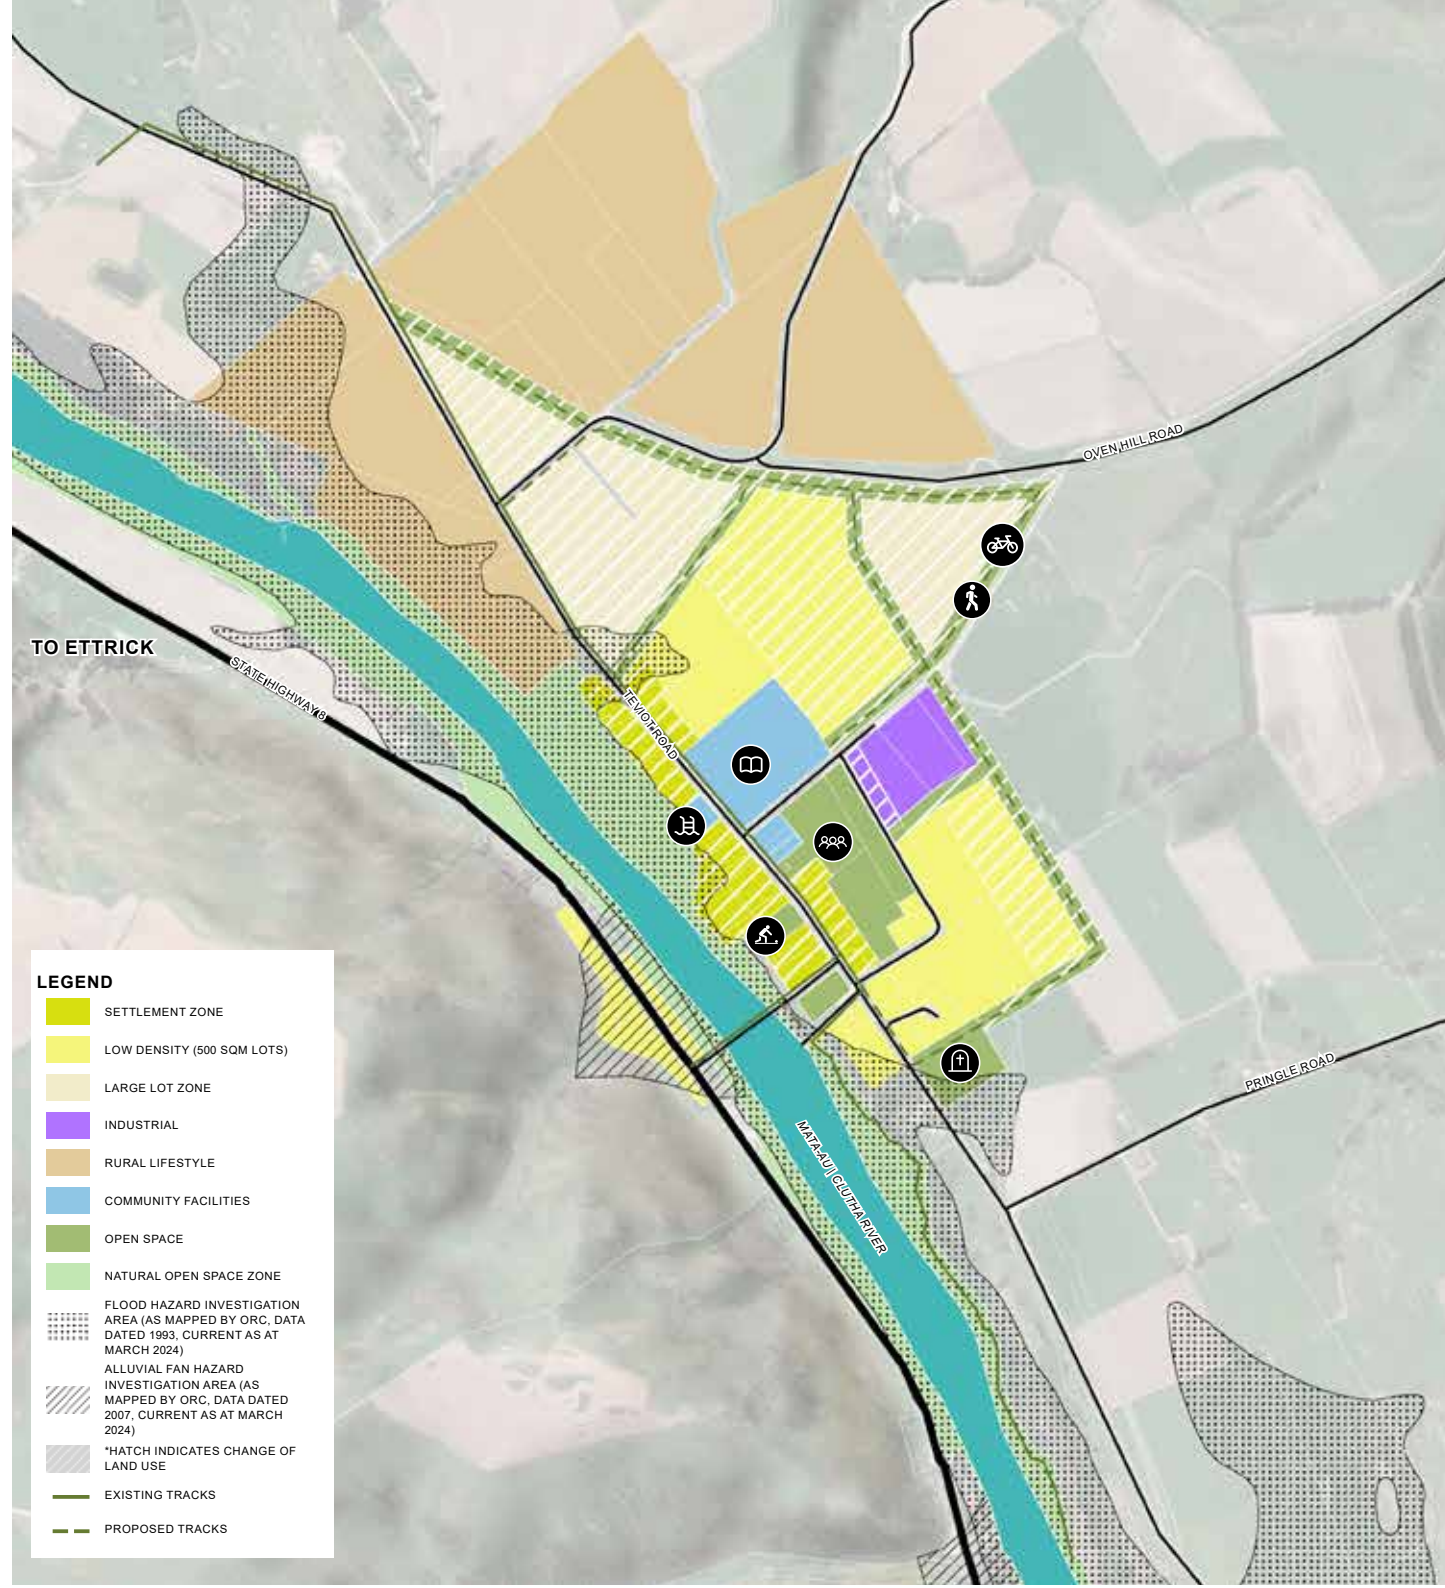 OVEN HILL ROAD
TO ETTRICK
STATE HIGHWAY 8
TEVIOT ROAD
PRINGLE ROAD
MATA-AU | CLUTHA RIVER
LEGEND
SETTLEMENT ZONE
LOW DENSITY (500 SQM LOTS)
LARGE LOT ZONE
INDUSTRIAL
RURAL LIFESTYLE
COMMUNITY FACILITIES
OPEN SPACE
NATURAL OPEN SPACE ZONE
FLOOD HAZARD INVESTIGATION
AREA (AS MAPPED BY ORC, DATA
DATED 1993, CURRENT AS AT
MARCH 2024)
ALLUVIAL FAN HAZARD
INVESTIGATION AREA (AS
MAPPED BY ORC, DATA DATED
2007, CURRENT AS AT MARCH
2024)
*HATCH INDICATES CHANGE OF
LAND USE
EXISTING TRACKS
PROPOSED TRACKS